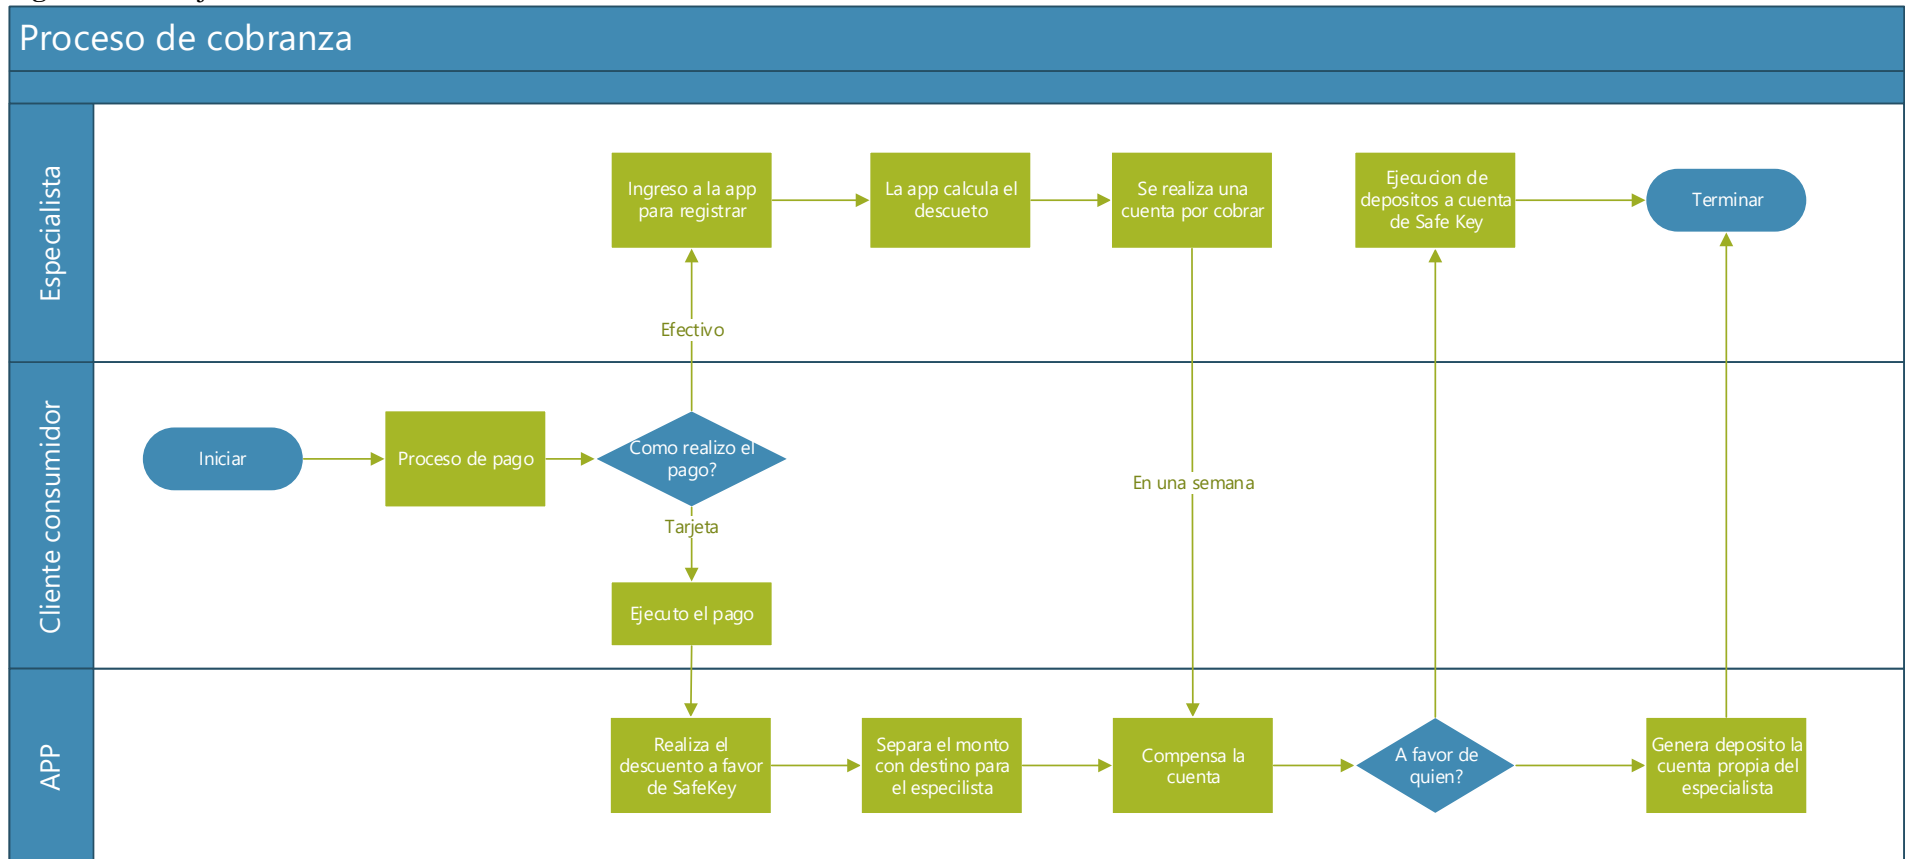 Proceso de cobranza
Especialista
Ingreso a la app
para registrar
La app calcula el
descueto
Se realiza una
cuenta por cobrar
Ejecucion de
depositos a cuenta
de Safe Key
Terminar
Efectivo
Cliente consumidor
Iniciar
Proceso de pago
Como realizo el
pago?
En una semana
Tarjeta
Ejecuto el pago
APP
Realiza el
descuento a favor
de SafeKey
Separa el monto
con destino para
el especilista
Compensa la
cuenta
A favor de
quien?
Genera deposito la
cuenta propia del
especialista